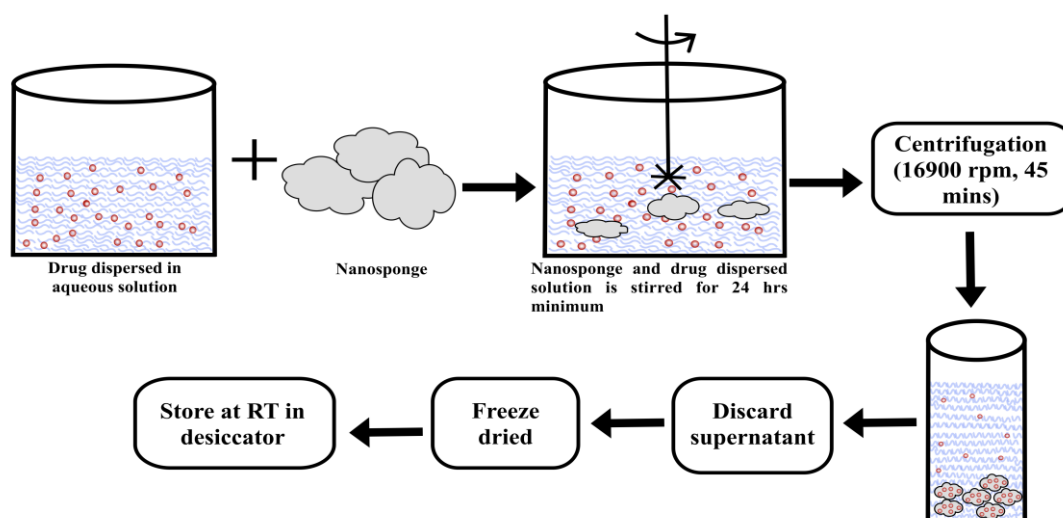 Drug dispersed in
aqueous solution
Nanosponge
Nanosponge and drug dispersed
solution is stirred for 24 hrs
minimum
Centrifugation
(16900 rpm, 45
mins)
Discard
supernatant
Freeze
dried
Store at RT in
desiccator